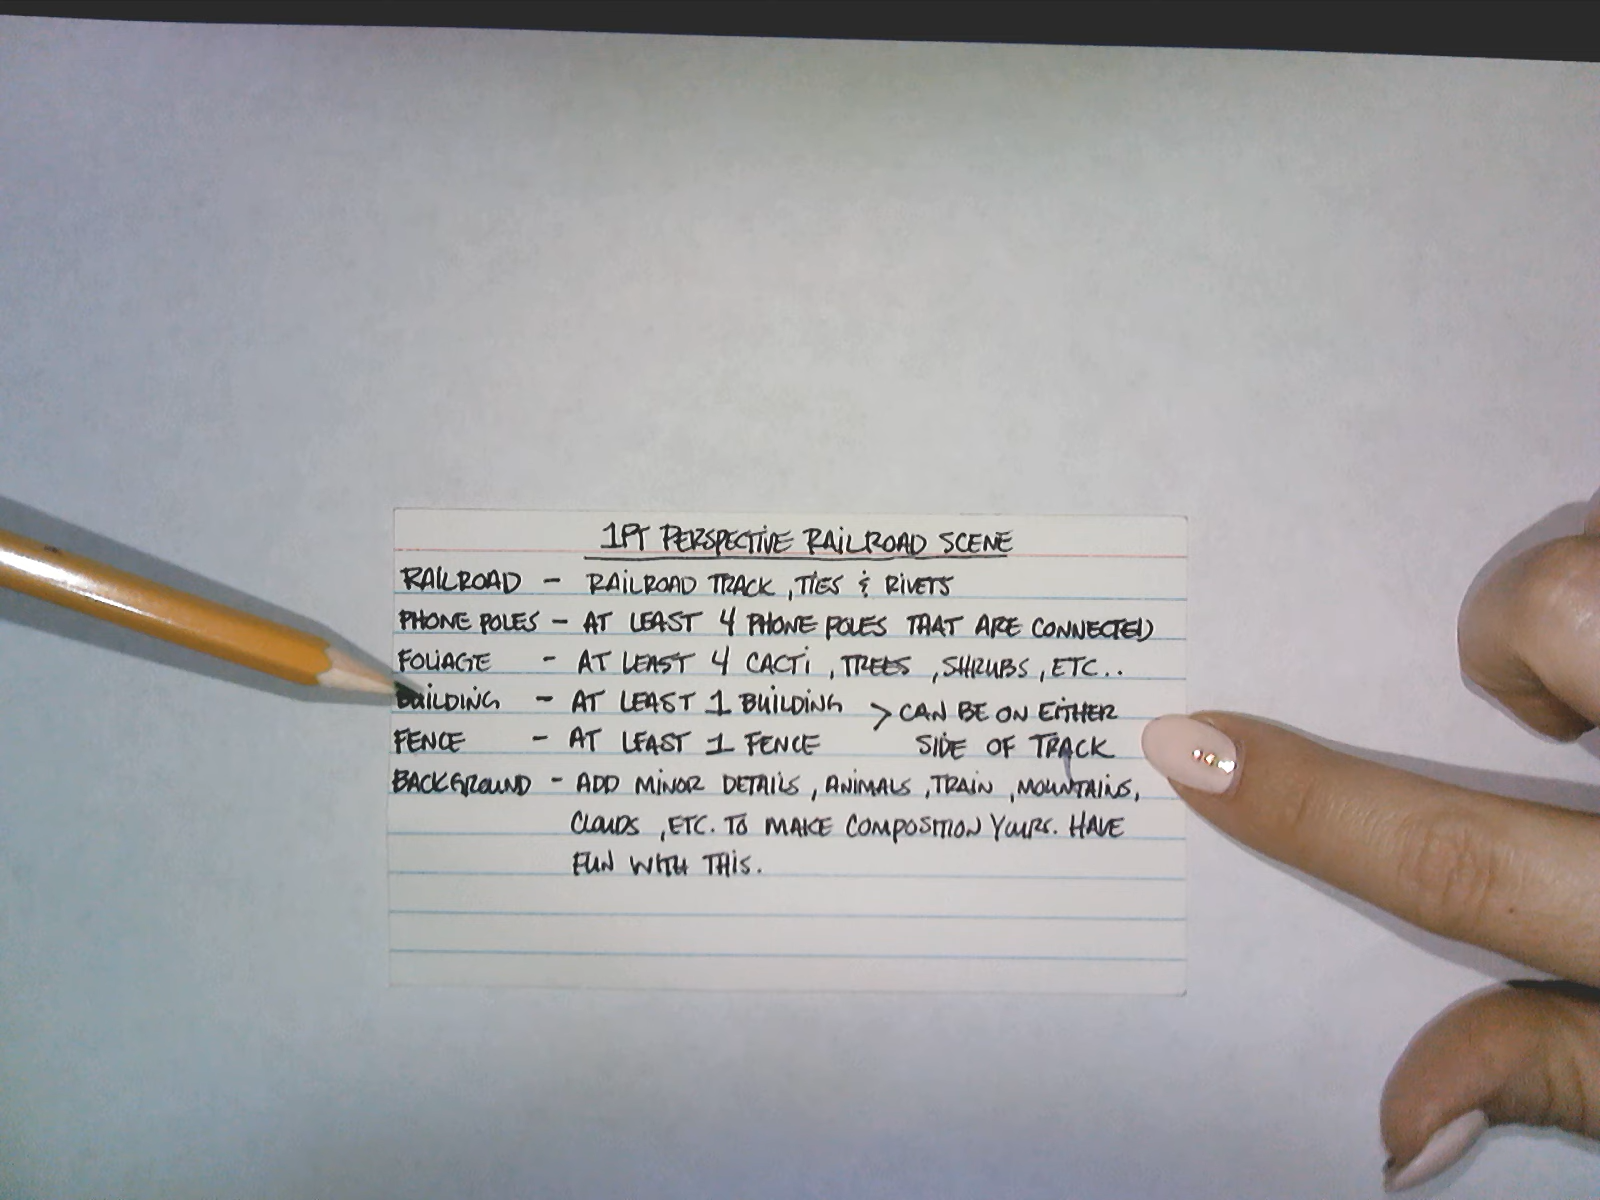 1PT PERSPECTIVE RAILROAD SCENE
RAILROAD - RAILROAD TRACK, TIES & RIVETS
PHONE POLES - AT LEAST 4 PHONE POLES THAT ARE CONNECTED
FOLIAGE - AT LEAST 4 CACTI, TREES, SHRUBS, ETC..
BUILDING - AT LEAST 1 BUILDING > CAN BE ON EITHER
FENCE - AT LEAST 1 FENCE SIDE OF TRACK
BACKGROUND - ADD MINOR DETAILS, ANIMALS, TRAIN, MOUNTAINS,
CLOUDS, ETC. TO MAKE COMPOSITION YOURS. HAVE
FUN WITH THIS.